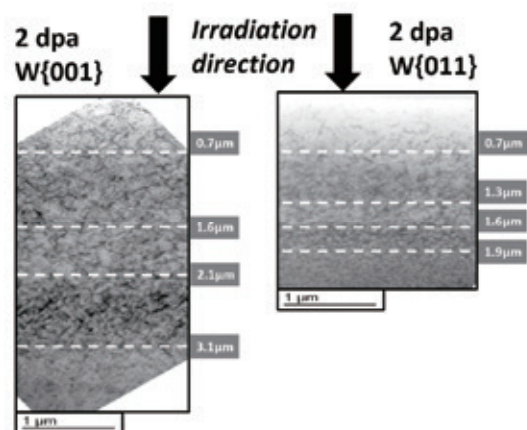 2 dpa
W{001}
Irradiation
direction
2 dpa
W{011}
0.7μm
1.6μm
2.1μm
3.1μm
1 μm
0.7μm
1.3μm
1.6μm
1.9μm
1 μm